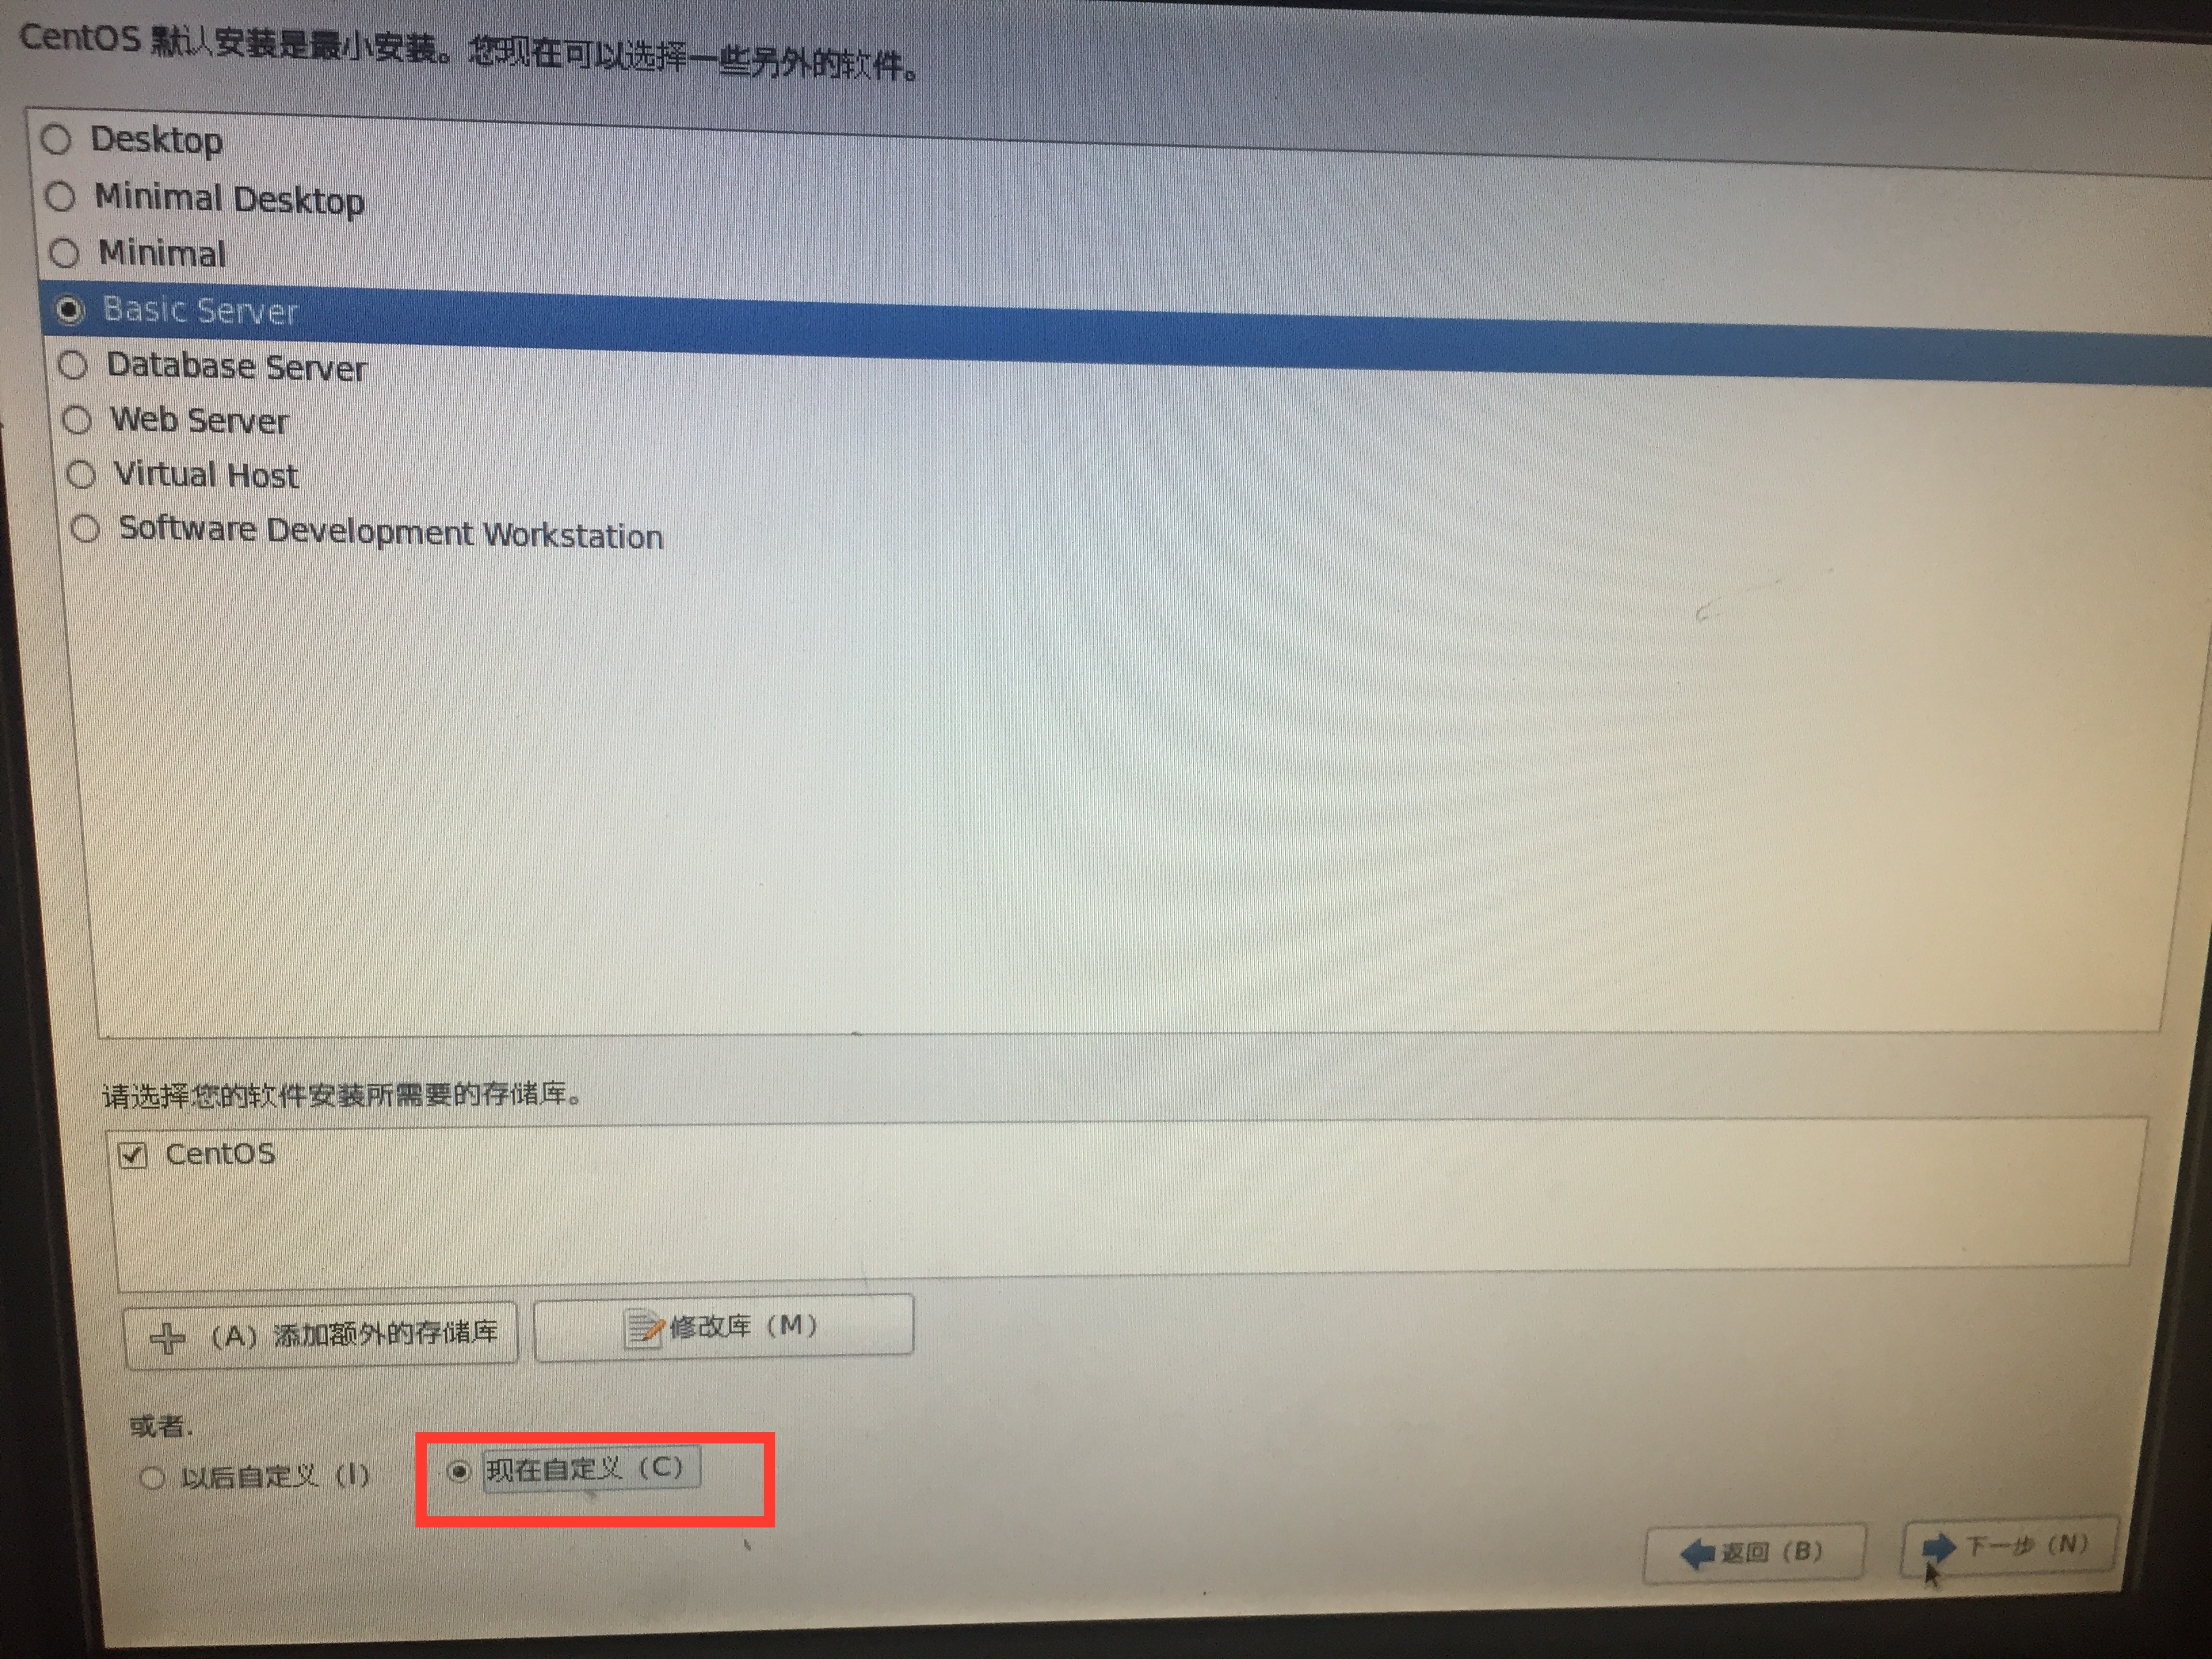 CentOS 默认安装是最小安装。您现在可以选择一些另外的软件。
Desktop
Minimal Desktop
Minimal
Basic Server
Database Server
Web Server
Virtual Host
Software Development Workstation
请选择您的软件安装所需要的存储库。
CentOS
（A）添加额外的存储库
修改库（M）
或者.
以后自定义（l）
现在自定义（C）
返回（B）
下一步（N）